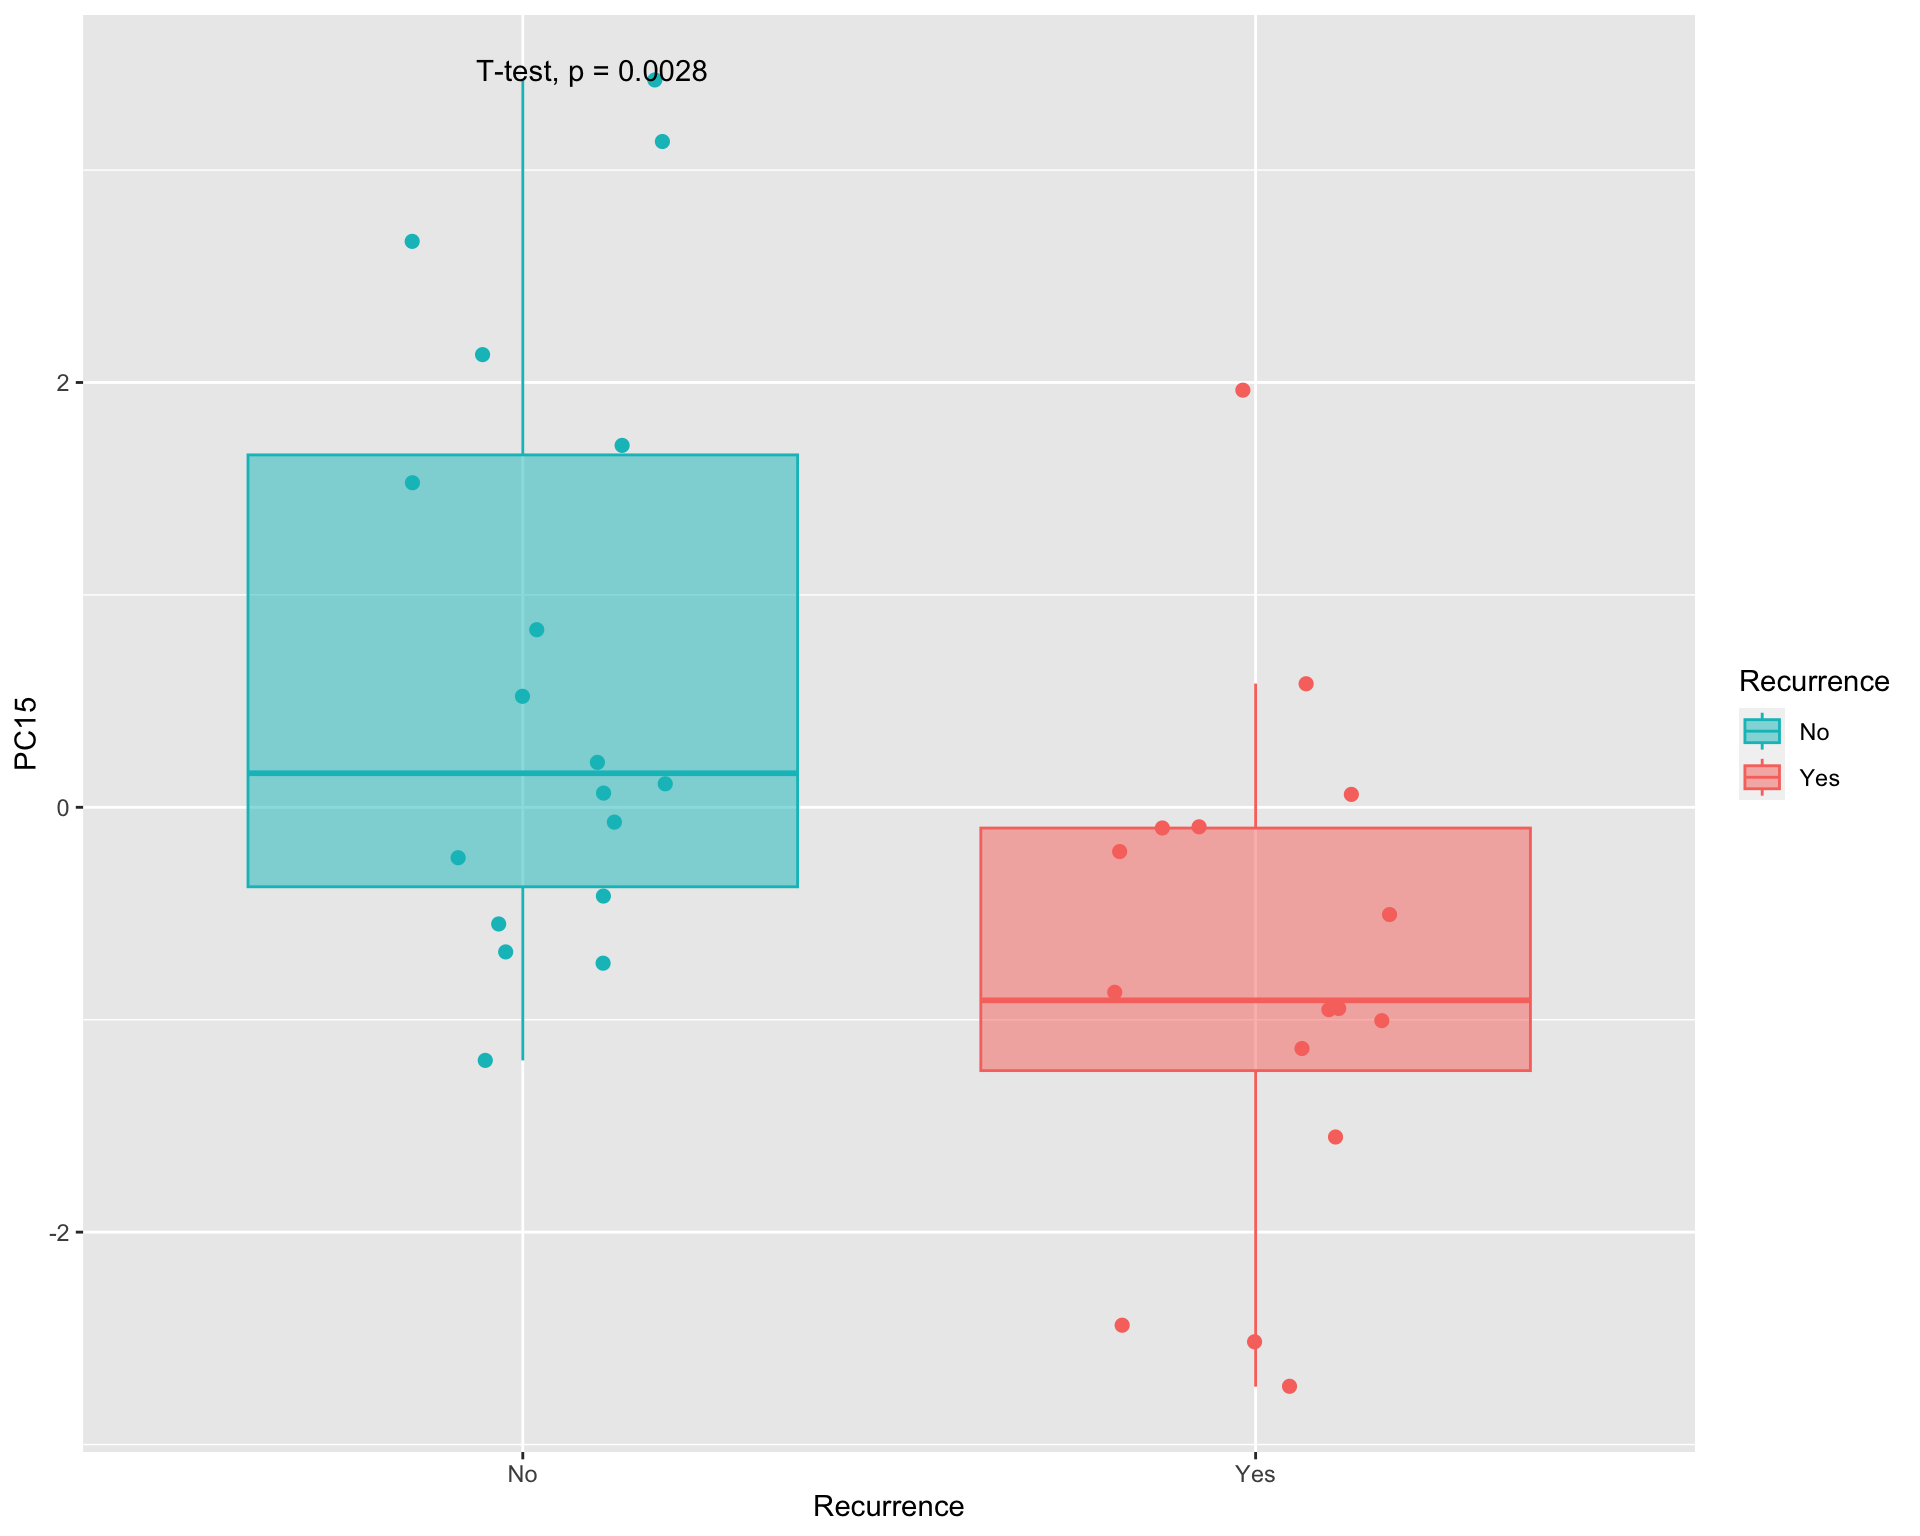 T-test, p = 0.0028
2
0
-2
PC15
No
Yes
Recurrence
Recurrence
No
Yes